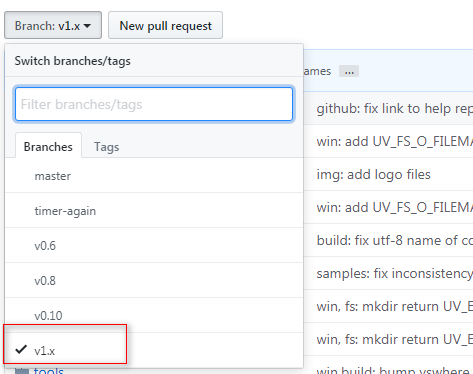 Branch: v1.x New pull request
Switch branches/tags
ames ...
Filter branches/tags
github: fix link to help rep
Branches Tags
win: add UV_FS_O_FILEMA
master
img: add logo files
timer-again
win: add UV_FS_O_FILEMA
v0.6
build: fix utf-8 name of co
v0.8
samples: fix inconsistency
v0.10
win, fs: mkdir return UV_E
win, fs: mkdir return UV_E
v1.x
tools
win,build: bump vswhere